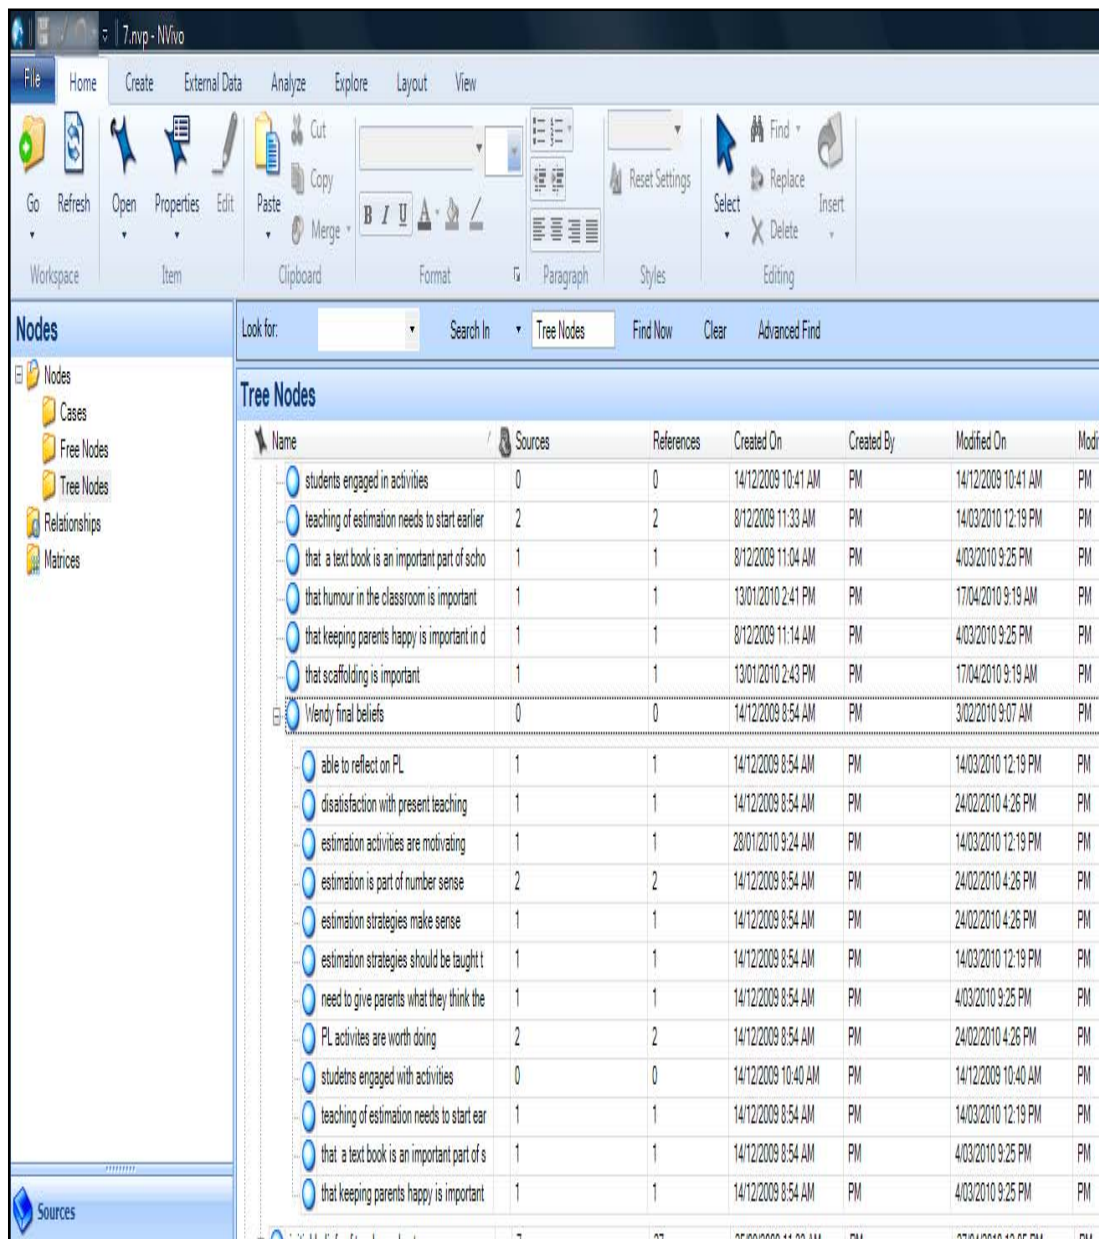 7.nvp - NVivo
File Home Create External Data Analyze Explore Layout View
Go Refresh Open Properties Edit Paste Cut Copy Merge B I U A Reset Settings Select Find Replace Delete Insert
Workspace Item Clipboard Format Paragraph Styles Editing
Nodes
Nodes
Cases
Free Nodes
Tree Nodes
Relationships
Matrices
Sources
Look for: Search In Tree Nodes Find Now Clear Advanced Find
Tree Nodes
Name / Sources References Created On Created By Modified On Modi
students engaged in activities 0 0 14/12/2009 10:41 AM PM 14/12/2009 10:41 AM PM
teaching of estimation needs to start earlier 2 2 8/12/2009 11:33 AM PM 14/03/2010 12:19 PM PM
that a text book is an important part of scho 1 1 8/12/2009 11:04 AM PM 4/03/2010 9:25 PM PM
that humour in the classroom is important 1 1 13/01/2010 2:41 PM PM 17/04/2010 9:19 AM PM
that keeping parents happy is important in d 1 1 8/12/2009 11:14 AM PM 4/03/2010 9:25 PM PM
that scaffolding is important 1 1 13/01/2010 2:43 PM PM 17/04/2010 9:19 AM PM
Wendy final beliefs 0 0 14/12/2009 8:54 AM PM 3/02/2010 9:07 AM PM
able to reflect on PL 1 1 14/12/2009 8:54 AM PM 14/03/2010 12:19 PM PM
disatisfaction with present teaching 1 1 14/12/2009 8:54 AM PM 24/02/2010 4:26 PM PM
estimation activities are motivating 1 1 28/01/2010 9:24 AM PM 14/03/2010 12:19 PM PM
estimation is part of number sense 2 2 14/12/2009 8:54 AM PM 24/02/2010 4:26 PM PM
estimation strategies make sense 1 1 14/12/2009 8:54 AM PM 24/02/2010 4:26 PM PM
estimation strategies should be taught t 1 1 14/12/2009 8:54 AM PM 14/03/2010 12:19 PM PM
need to give parents what they think the 1 1 14/12/2009 8:54 AM PM 4/03/2010 9:25 PM PM
PL activites are worth doing 2 2 14/12/2009 8:54 AM PM 24/02/2010 4:26 PM PM
studetns engaged with activities 0 0 14/12/2009 10:40 AM PM 14/12/2009 10:40 AM PM
teaching of estimation needs to start ear 1 1 14/12/2009 8:54 AM PM 14/03/2010 12:19 PM PM
that a text book is an important part of s 1 1 14/12/2009 8:54 AM PM 4/03/2010 9:25 PM PM
that keeping parents happy is important 1 1 14/12/2009 8:54 AM PM 4/03/2010 9:25 PM PM